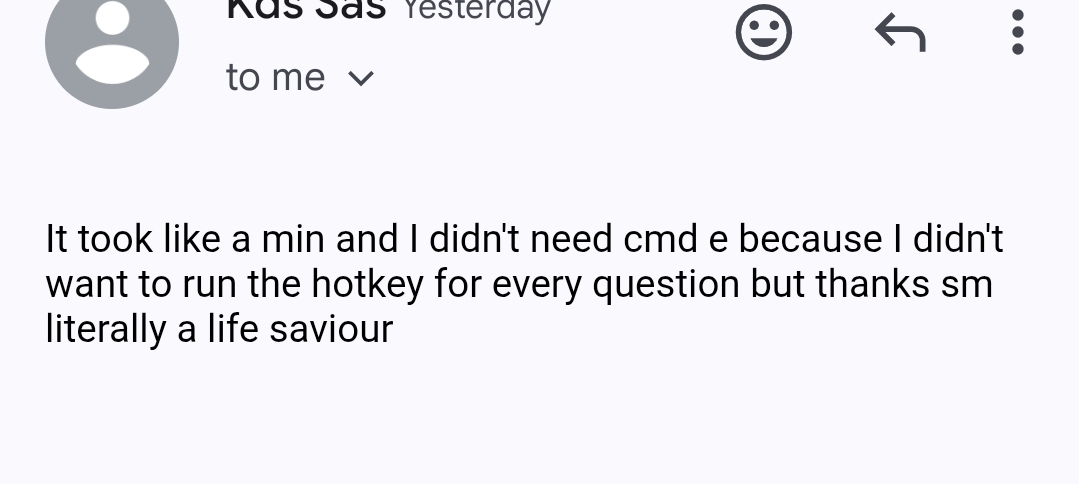 Kds Sas Yesterday
to me
It took like a min and I didn't need cmd e because I didn't
want to run the hotkey for every question but thanks sm
literally a life saviour